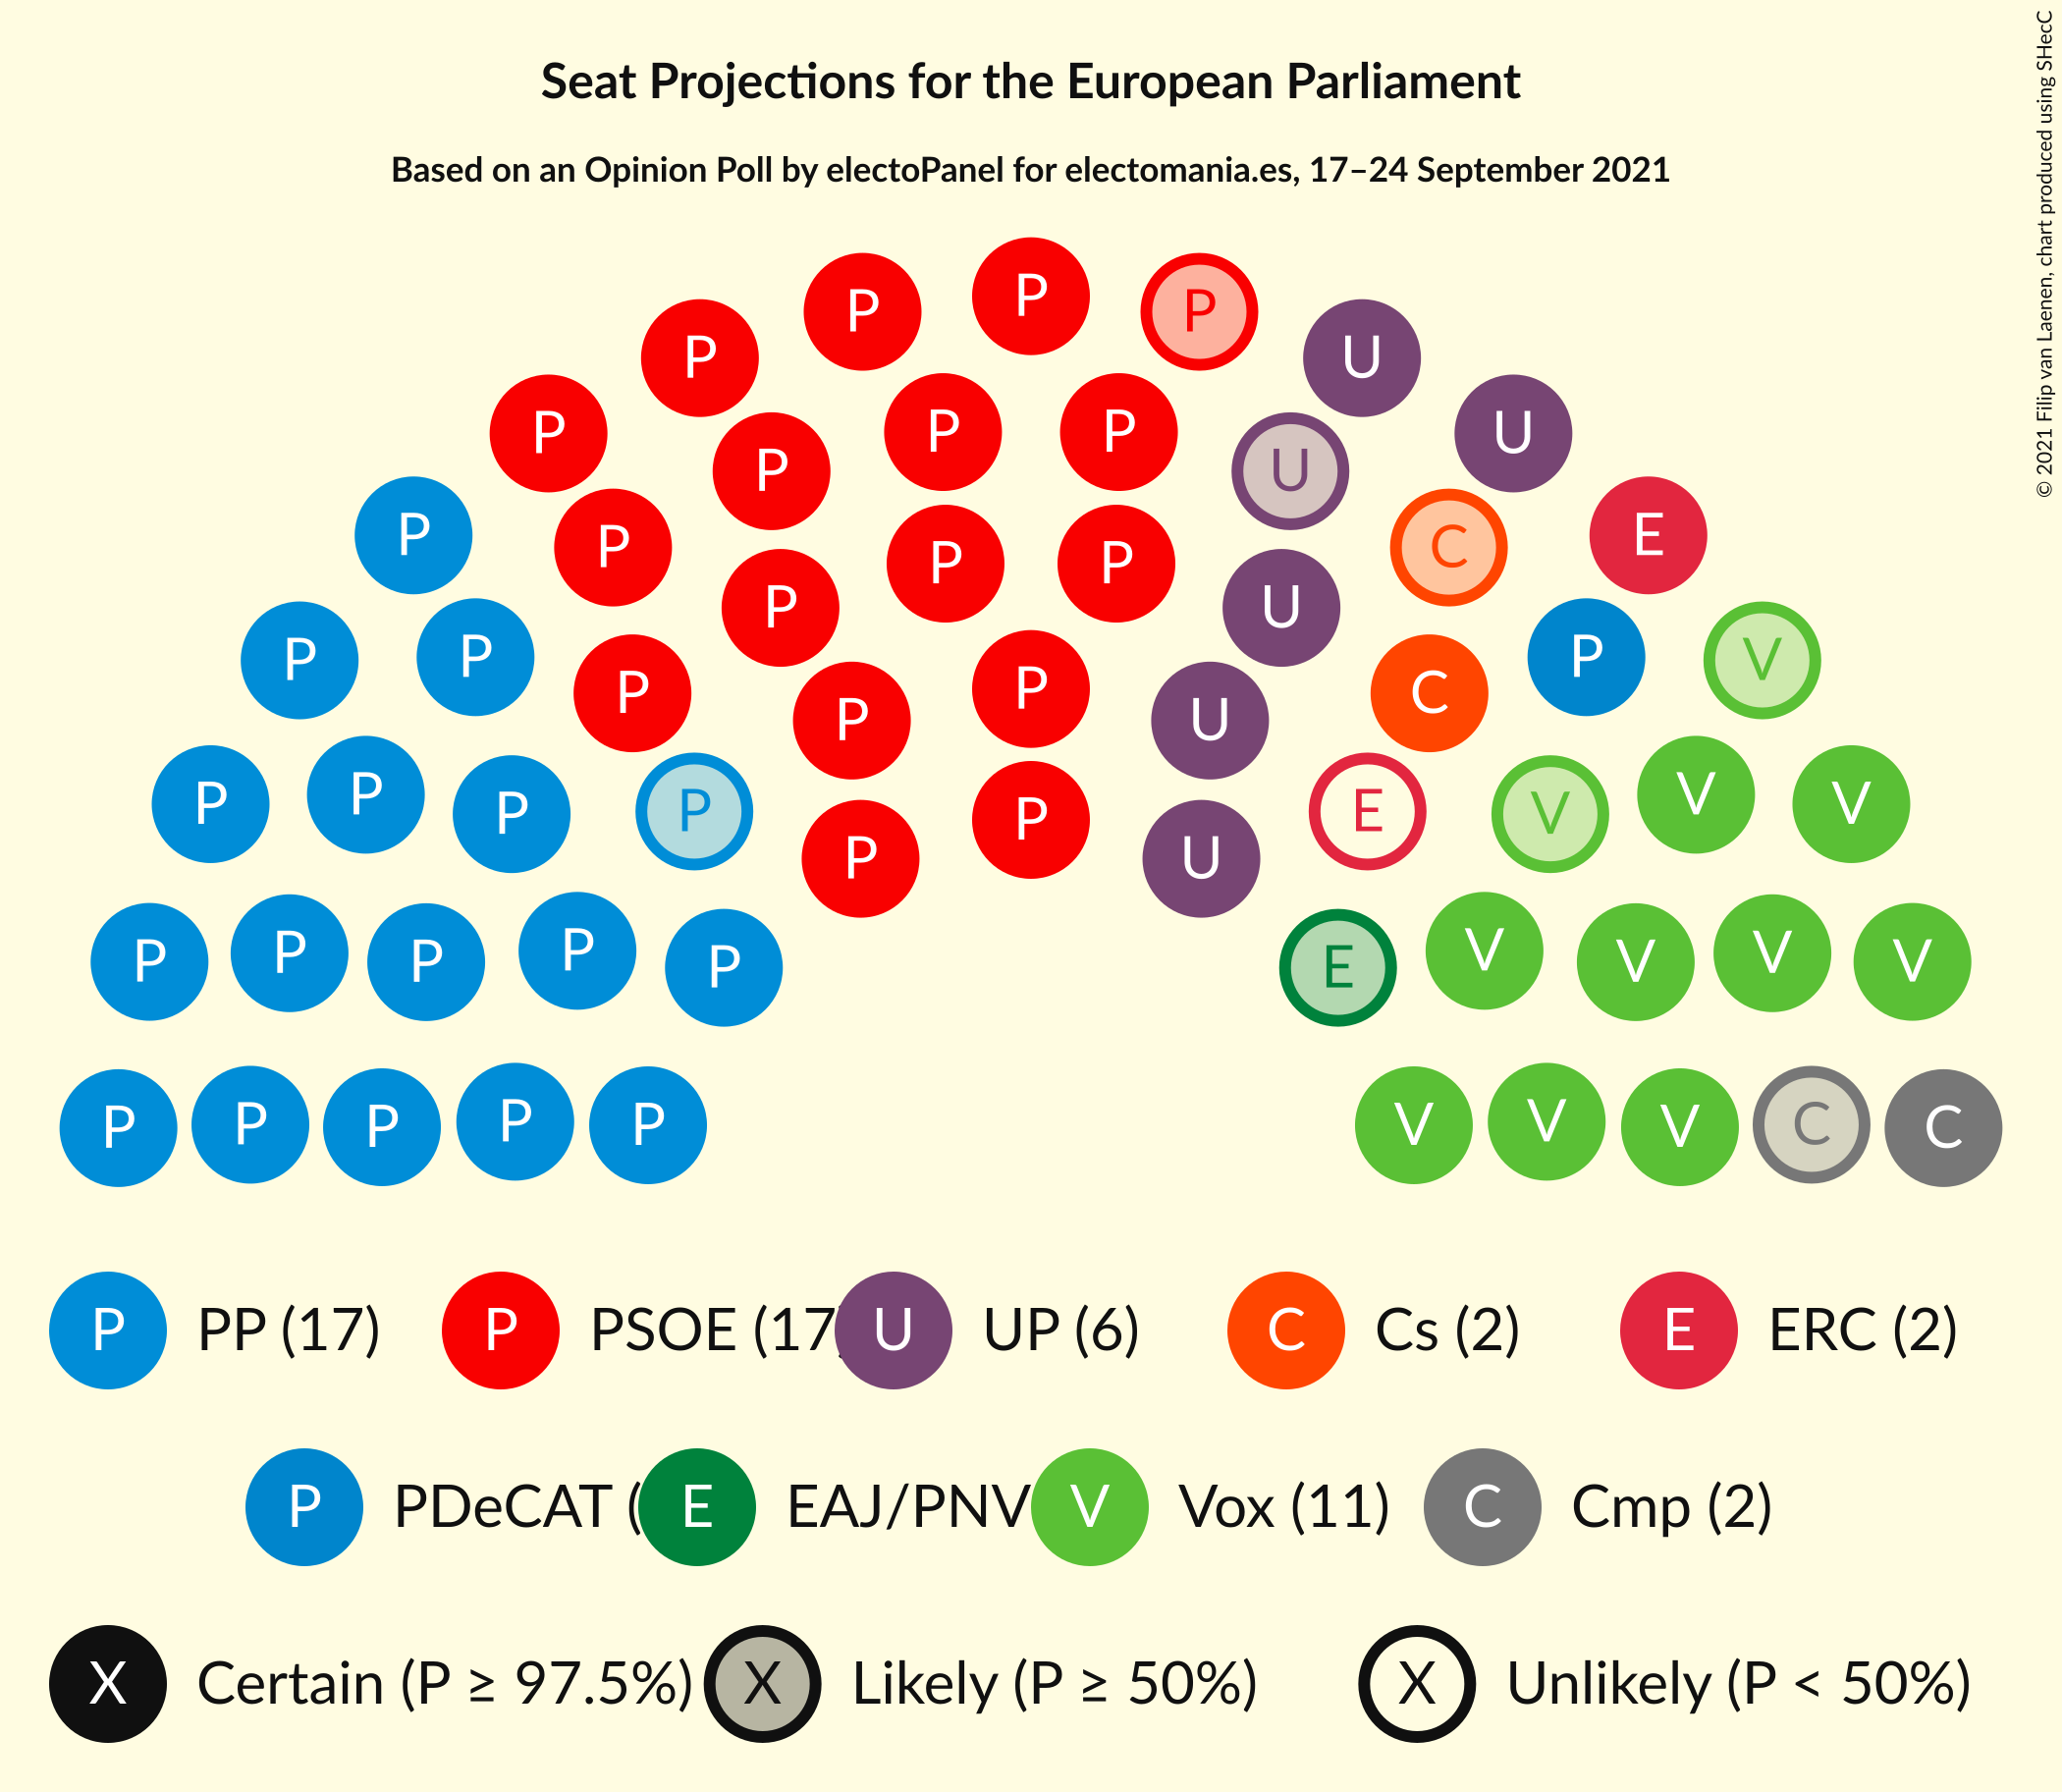 Seat Projections for the European Parliament
Based on an Opinion Poll by electoPanel for electomania.es, 17–24 September 2021
© 2021 Filip van Laenen, chart produced using SHecC
P P P U
P P U
P P P U
P U C E
P P P U
P P P P C P V
P P U
P P P P P E V V V
P P U
P P P P P E V V V V
P P P P P V V V C C
P PP (17) P PSOE (17 U UP (6) C Cs (2) E ERC (2)
P PDeCAT ( E EAJ/PNV V Vox (11) C Cmp (2)
X Certain (P ≥ 97.5%) X Likely (P ≥ 50%) X Unlikely (P < 50%)